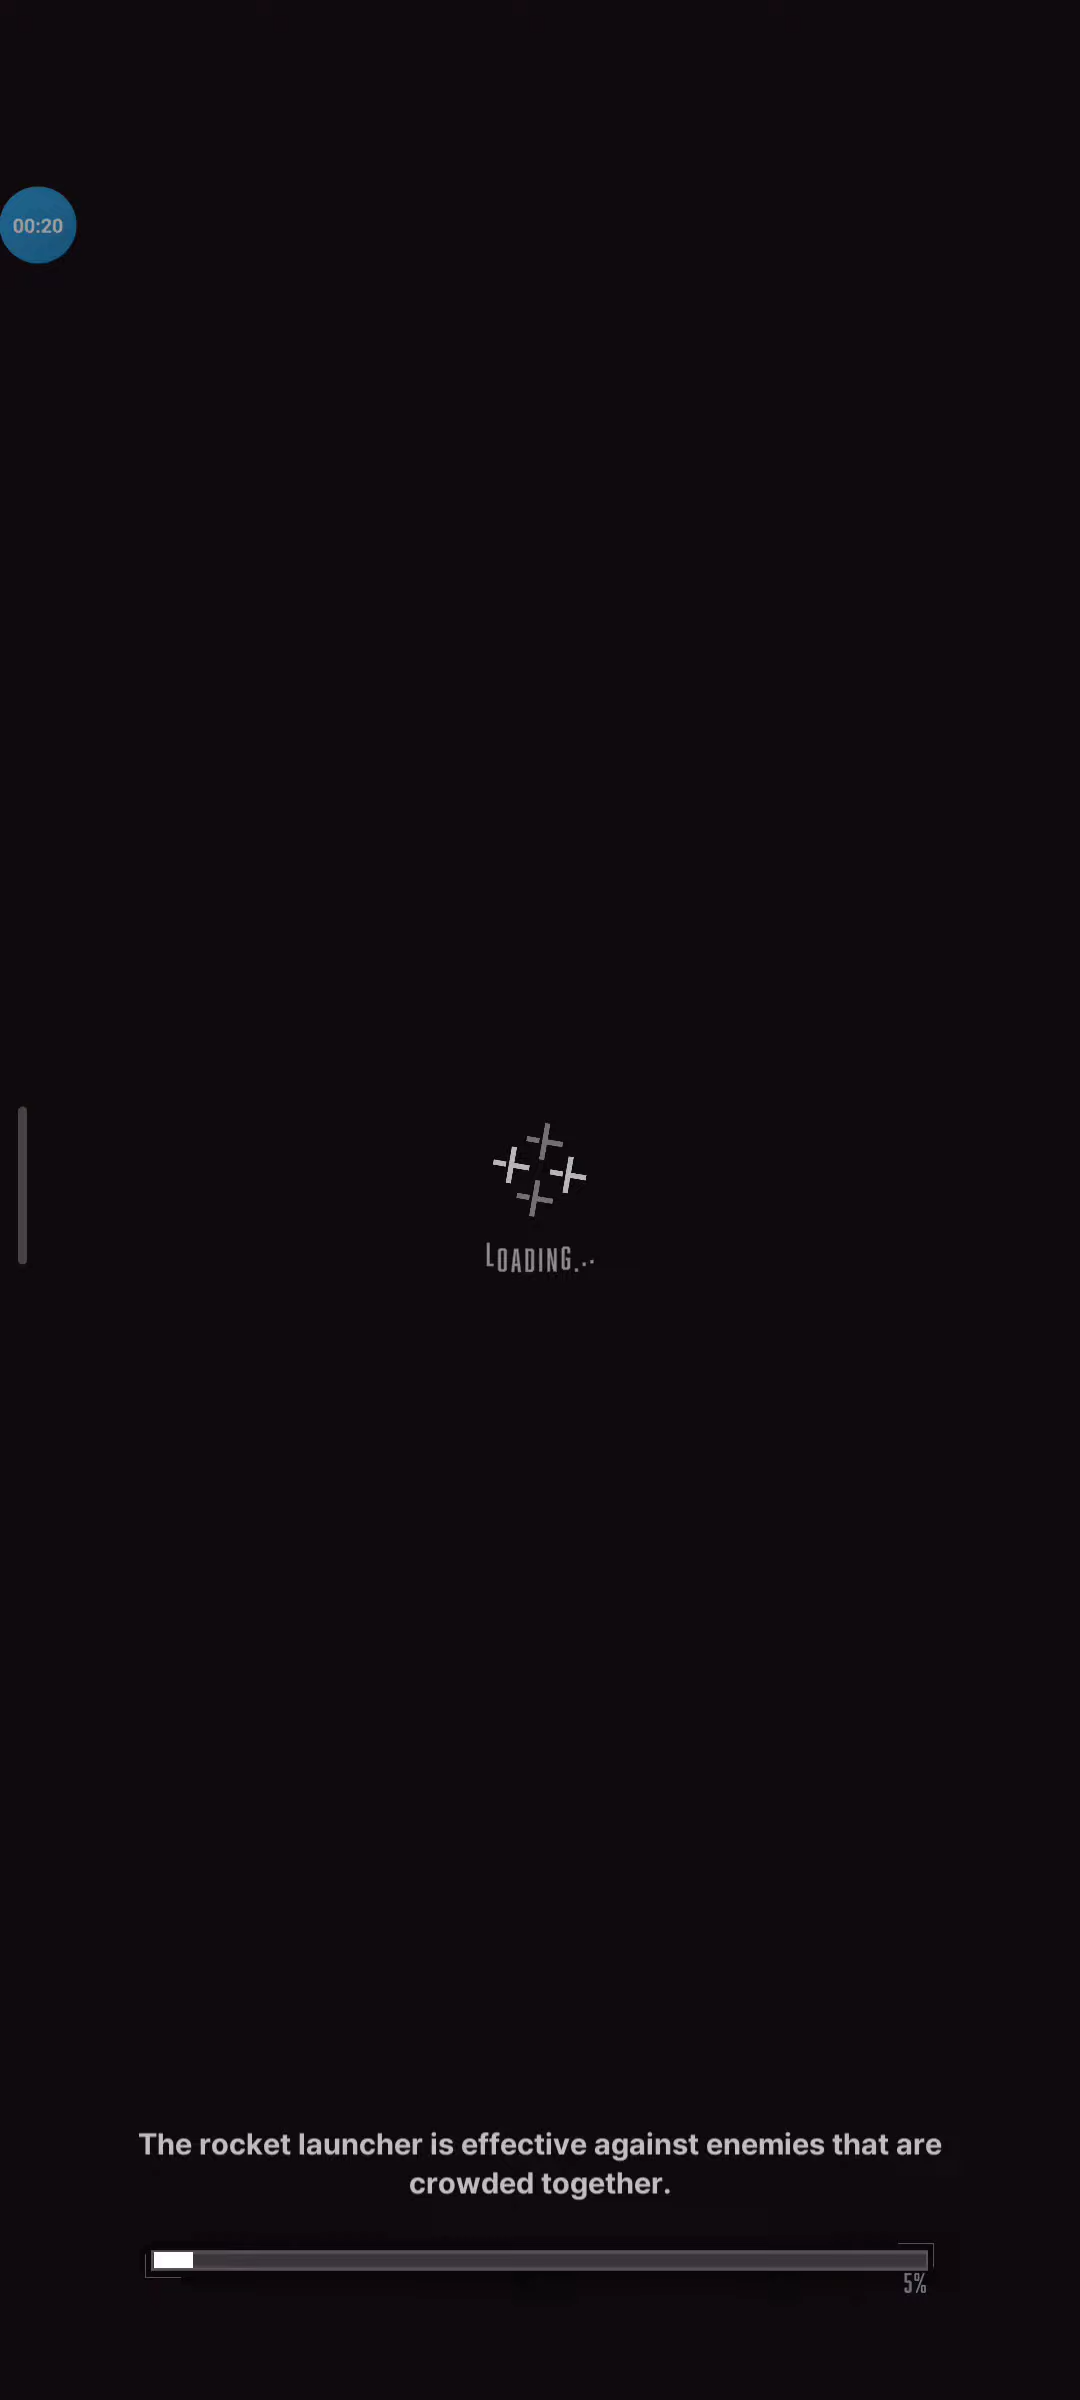 00:20
LOADING...
The rocket launcher is effective against enemies that are
crowded together.
5%